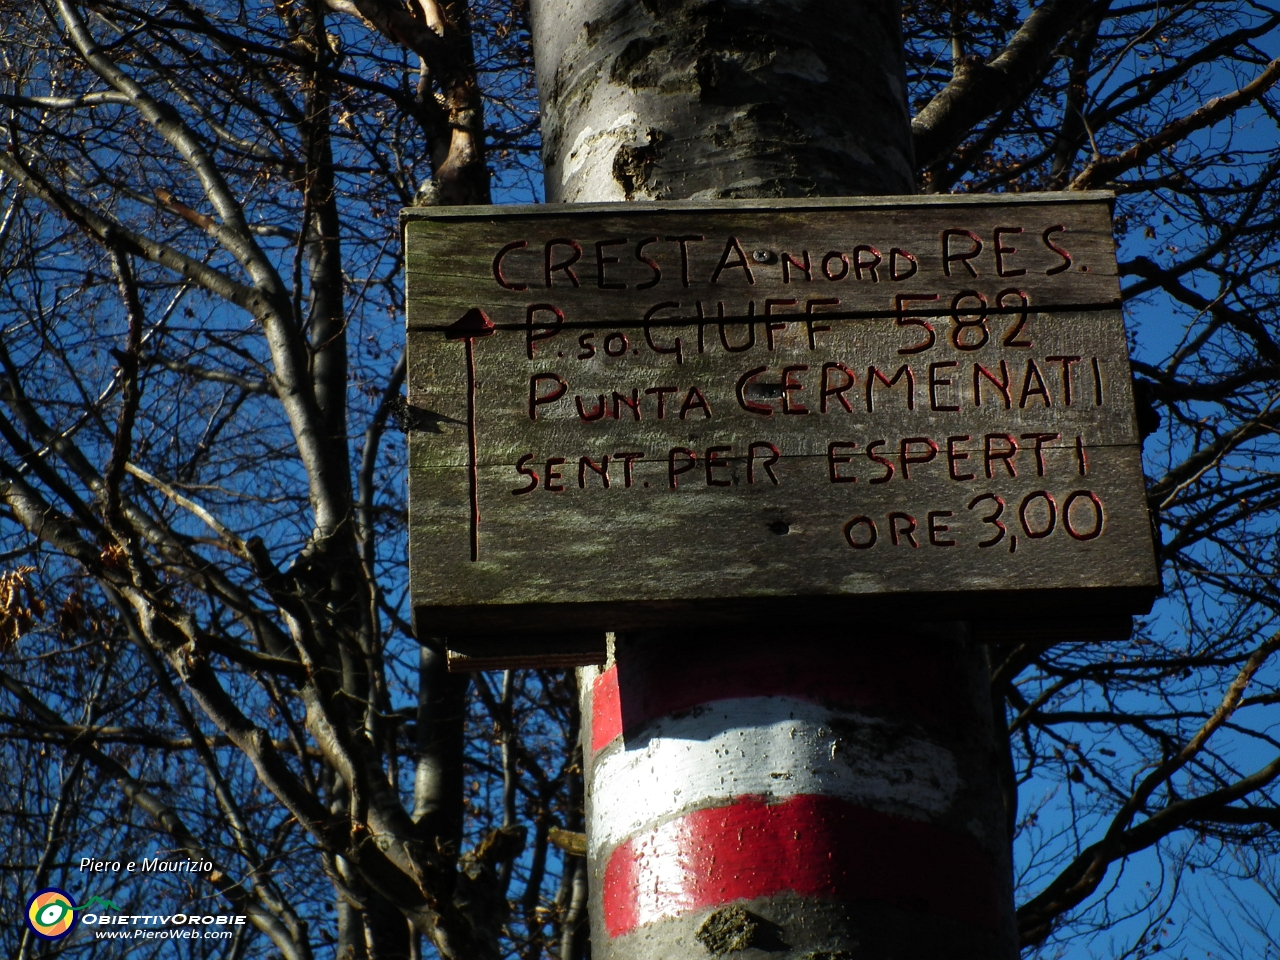 CRESTA NORD RES.
P.SO. GIUFF 582
PUNTA CERMENATI
SENT. PER ESPERTI
ORE 3,00
Piero e Maurizio
OBIETTIVOROBIE
www.PieroWeb.com